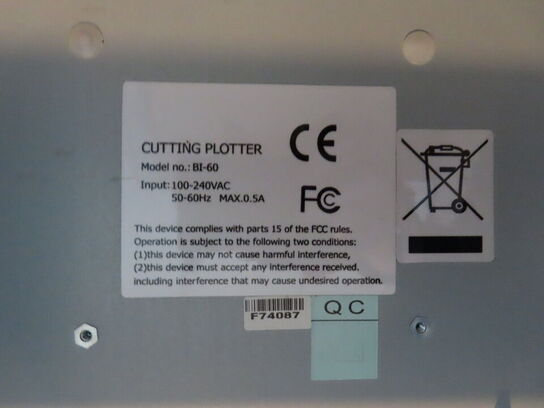 CUTTING PLOTTER
Model no.: BI-60
Input: 100-240VAC
50-60Hz MAX.0.5A
CE
FC
This device complies with parts 15 of the FCC rules.
Operation is subject to the following two conditions:
(1)this device may not cause harmful interference,
(2)this device must accept any interference received.
including interference that may cause undesired operation.
F74087
QC